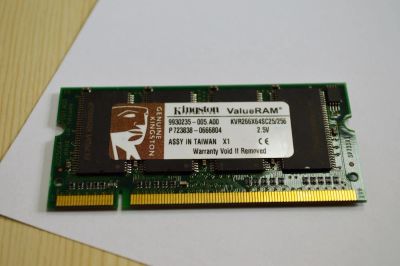 GENUINE
KINGSTON
Kingston ValueRAM®
9930235 - 005.A00 KVR266X64SC25/256
P 723838-0666804 2.5V
ASSY IN TAIWAN X1 CE
Warranty Void If Removed